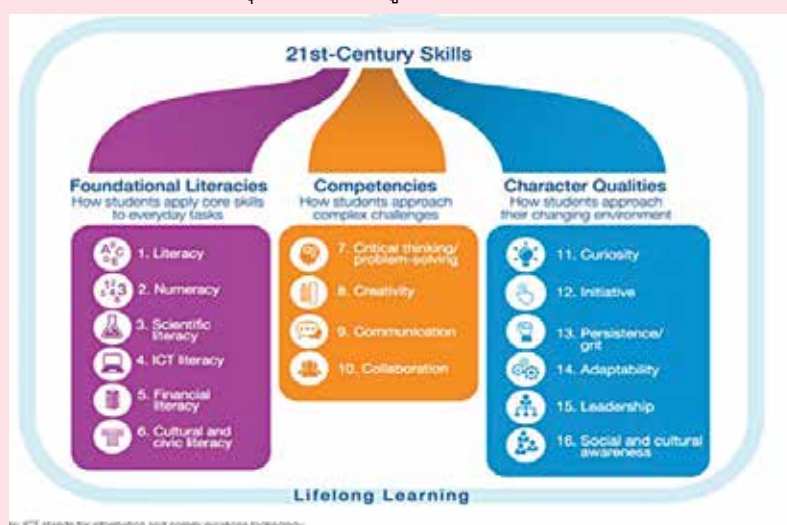 21st-Century Skills
Foundational Literacies
How students apply core skills
to everyday tasks
1. Literacy
2. Numeracy
3. Scientific
literacy
4. ICT literacy
5. Financial
literacy
6. Cultural and
civic literacy
Competencies
How students approach
complex challenges
7. Critical thinking/
problem-solving
8. Creativity
9. Communication
10. Collaboration
Character Qualities
How students approach
their changing environment
11. Curiosity
12. Initiative
13. Persistence/
grit
14. Adaptability
15. Leadership
16. Social and cultural
awareness
Lifelong Learning